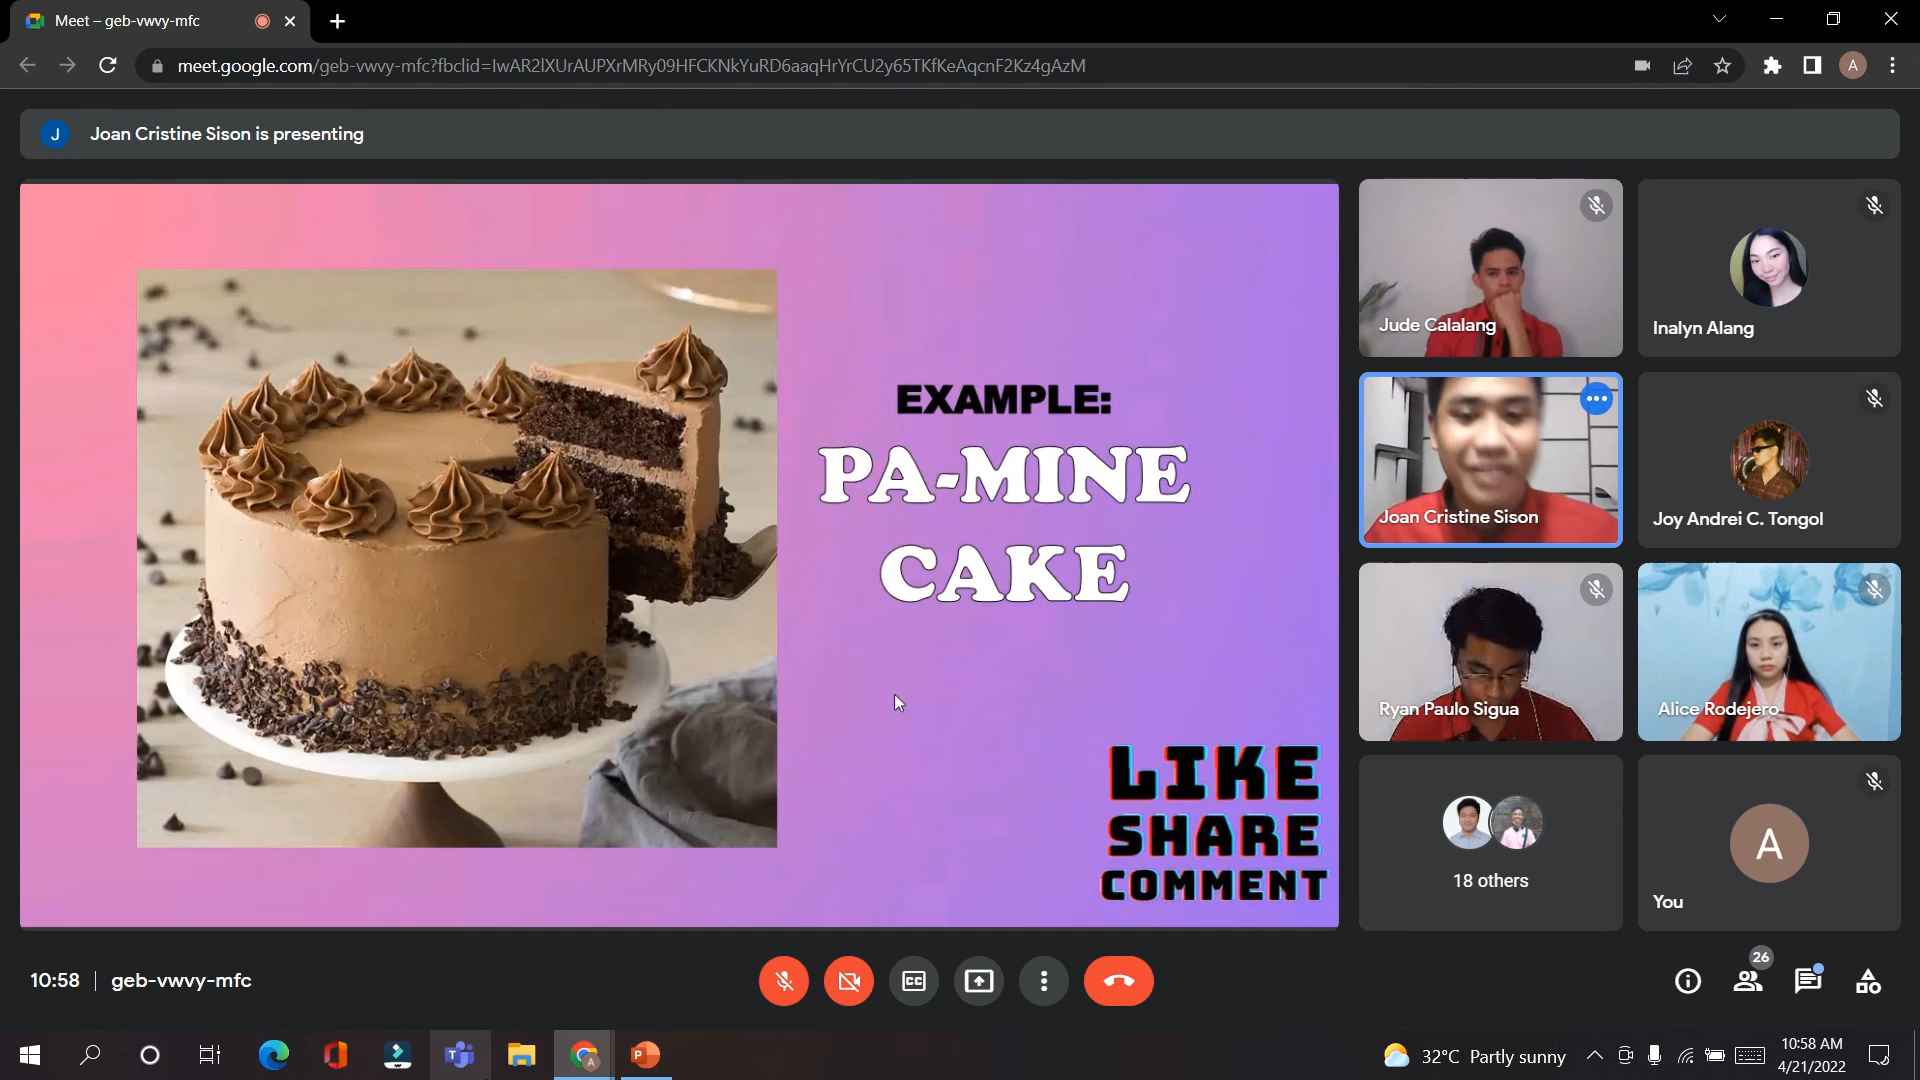 Meet – geb-vwvy-mfc
meet.google.com/geb-vwvy-mfc?fbclid=IwAR2lXUrAUPXrMRy09HFCKNkYuRD6aaqHrYrCU2y65TKfKeAqcnF2Kz4gAzM
A
J
Joan Cristine Sison is presenting
EXAMPLE:
PA-MINE
CAKE
LIKE
SHARE
COMMENT
Jude Calalang
Inalyn Alang
Joan Cristine Sison
Joy Andrei C. Tongol
Ryan Paulo Sigua
Alice Rodejero
18 others
A
You
10:58
geb-vwvy-mfc
CC
26
32°C Partly sunny
10:58 AM
4/21/2022